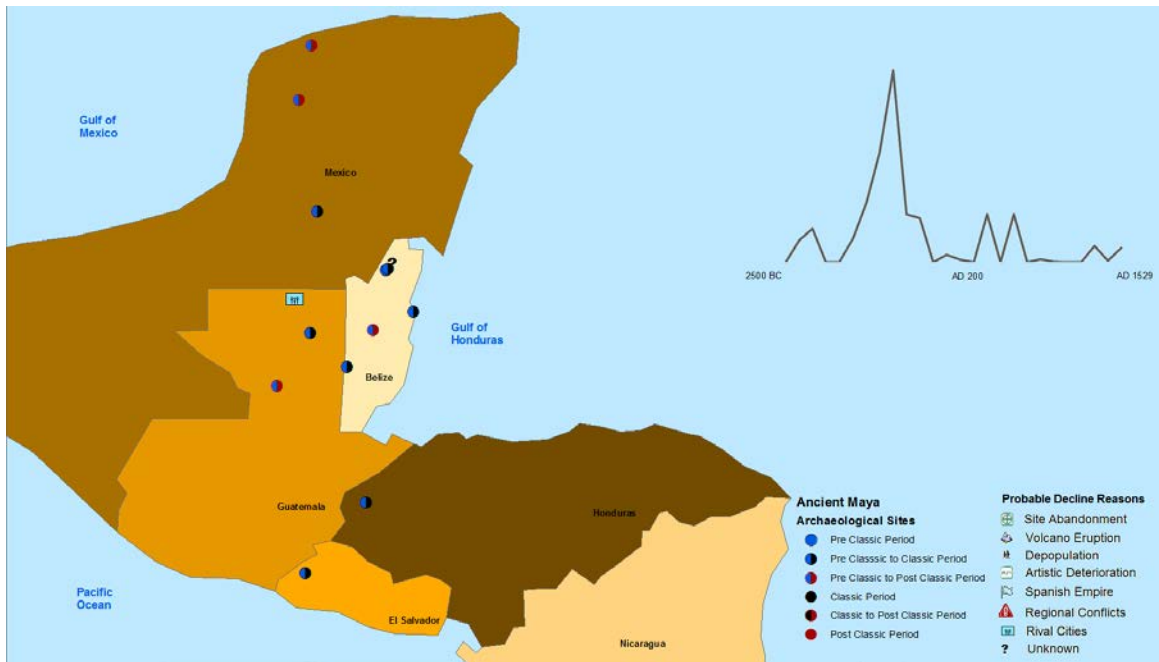 Gulf of
Mexico
Mexico
Gulf of
Honduras
Belize
Guatemala
Honduras
El Salvador
Nicaragua
Pacific
Ocean
?
2500 BC
AD 200
AD 1529
Ancient Maya
Archaeological Sites
Pre Classic Period
Pre Classsic to Classic Period
Pre Classic to Post Classic Period
Classic Period
Classic to Post Classic Period
Post Classic Period
Probable Decline Reasons
Site Abandonment
Volcano Eruption
Depopulation
Artistic Deterioration
Spanish Empire
Regional Conflicts
Rival Cities
? Unknown